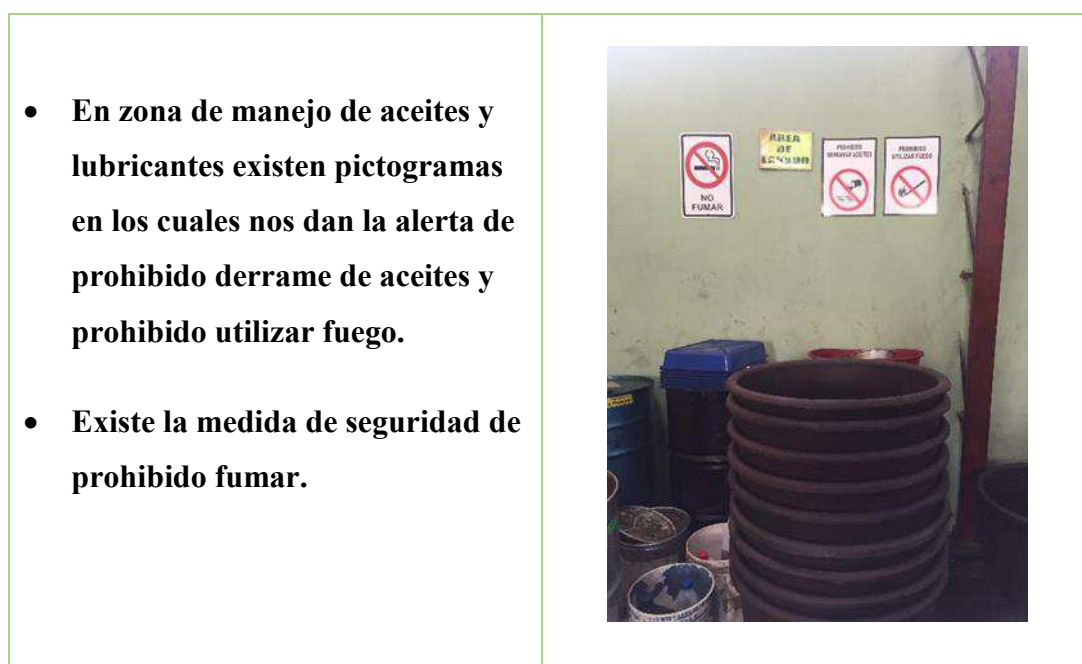 • En zona de manejo de aceites y
lubricantes existen pictogramas
en los cuales nos dan la alerta de
prohibido derrame de aceites y
prohibido utilizar fuego.
• Existe la medida de seguridad de
prohibido fumar.
NO
FUMAR
AREA
DE
PROHIBIDO
DERRAMAR ACEITES
PROHIBIDO
UTILIZAR FUEGO